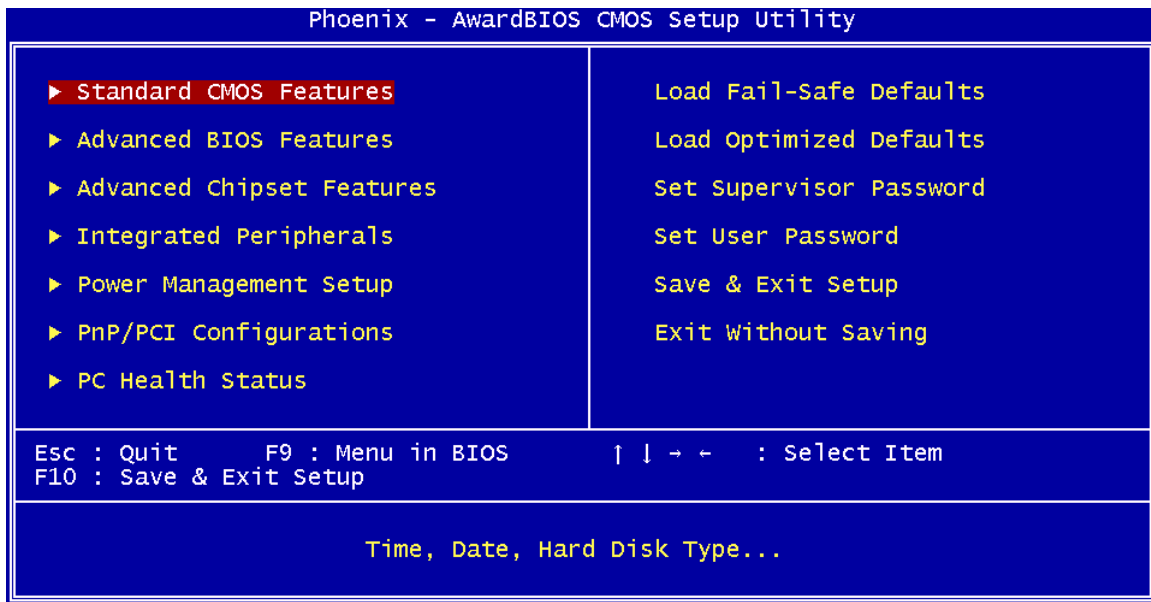 Phoenix - AwardBIOS CMOS Setup Utility
▶ Standard CMOS Features
▶ Advanced BIOS Features
▶ Advanced Chipset Features
▶ Integrated Peripherals
▶ Power Management Setup
▶ PnP/PCI Configurations
▶ PC Health Status
Load Fail-Safe Defaults
Load Optimized Defaults
Set Supervisor Password
Set User Password
Save & Exit Setup
Exit Without Saving
Esc : Quit F9 : Menu in BIOS ↑ ↓ → ← : Select Item
F10 : Save & Exit Setup
Time, Date, Hard Disk Type...